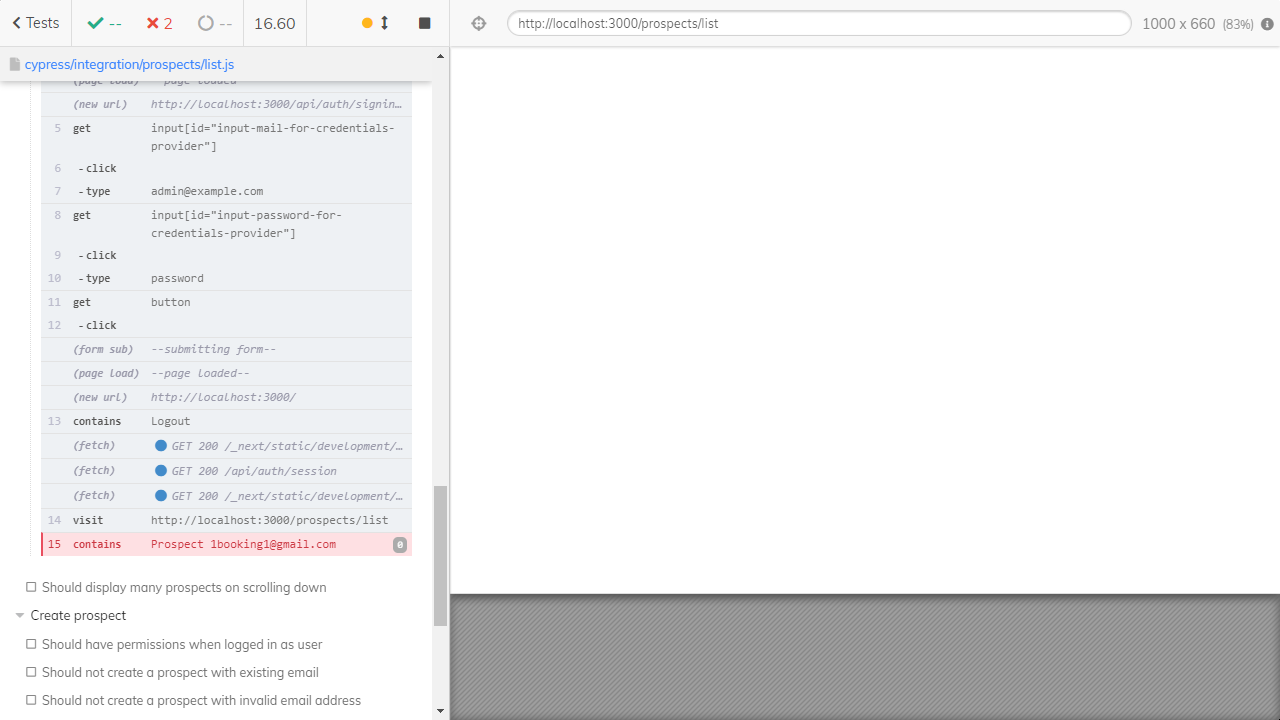 Tests
--
2
--
16.60
http://localhost:3000/prospects/list
1000 x 660 (83%)
cypress/integration/prospects/list.js
(page load) --page loaded--
(new url) http://localhost:3000/api/auth/signin…
5 get input[id="input-mail-for-credentials-
provider"]
6 -click
7 -type admin@example.com
8 get input[id="input-password-for-
credentials-provider"]
9 -click
10 -type password
11 get button
12 -click
(form sub) --submitting form--
(page load) --page loaded--
(new url) http://localhost:3000/
13 contains Logout
(fetch) GET 200 /_next/static/development/…
(fetch) GET 200 /api/auth/session
(fetch) GET 200 /_next/static/development/…
14 visit http://localhost:3000/prospects/list
15 contains Prospect 1booking1@gmail.com 0
Should display many prospects on scrolling down
Create prospect
Should have permissions when logged in as user
Should not create a prospect with existing email
Should not create a prospect with invalid email address